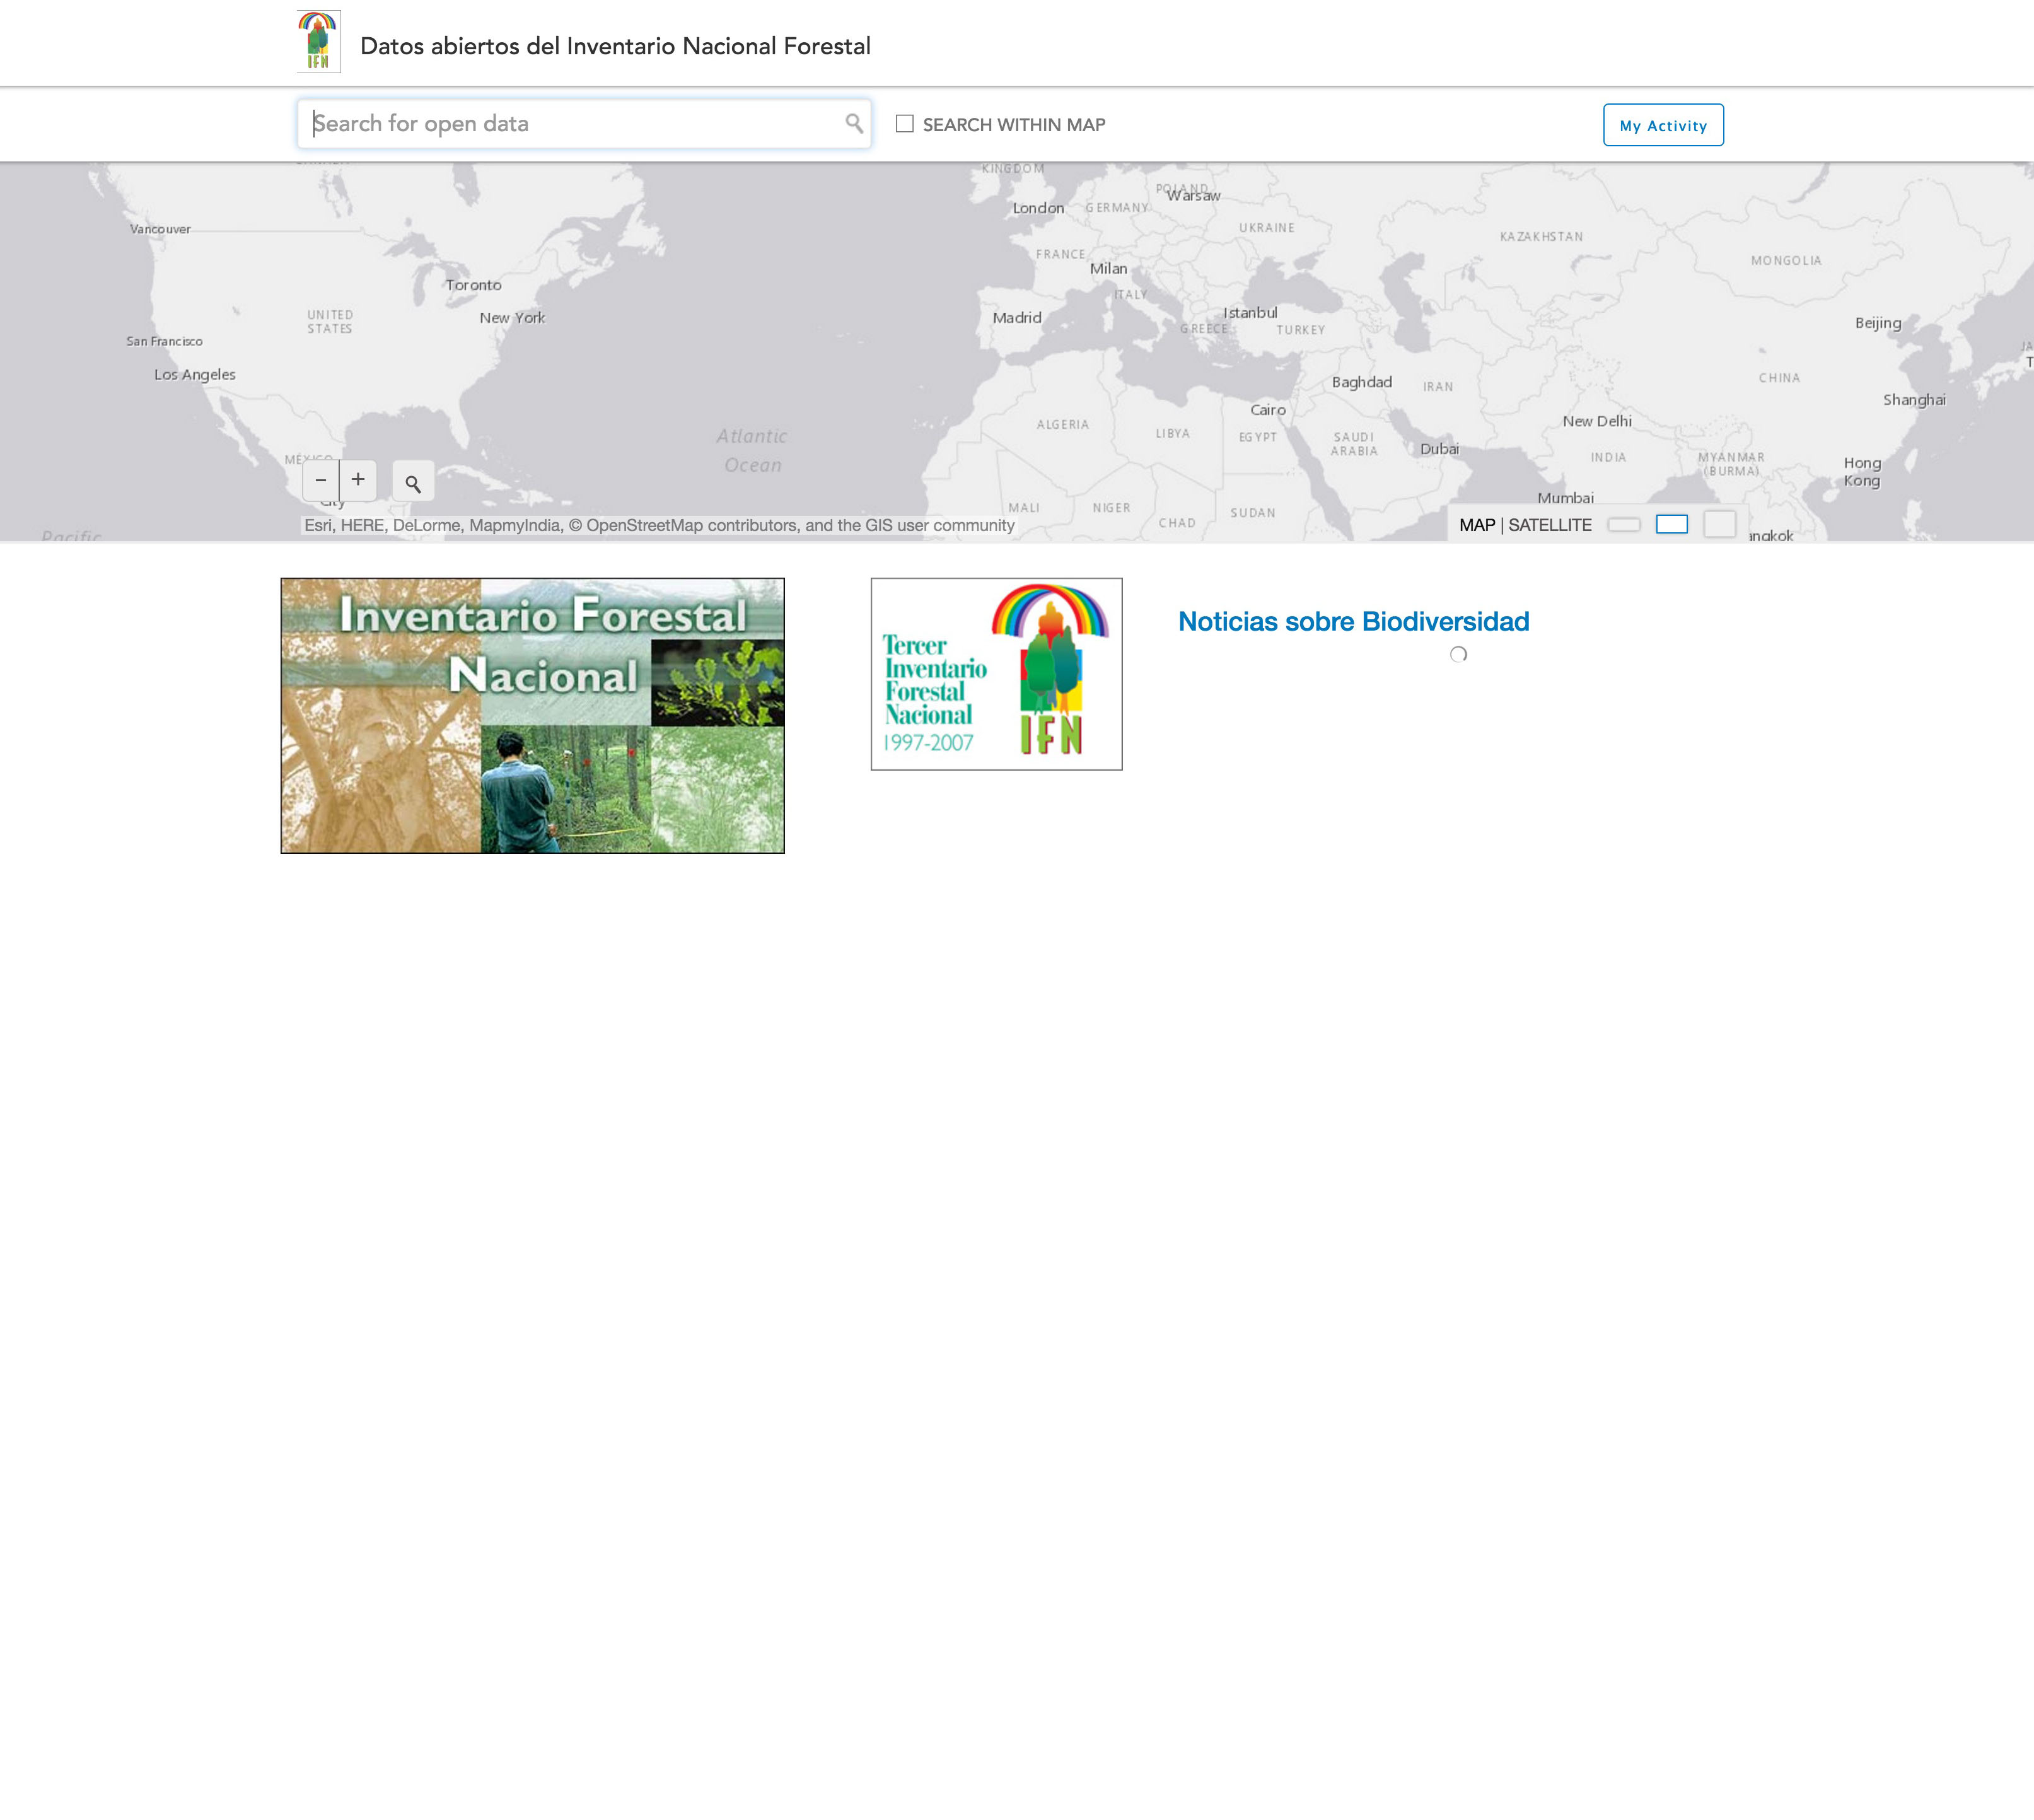 IFN
Datos abiertos del Inventario Nacional Forestal
Search for open data
SEARCH WITHIN MAP
My Activity
KINGDOM
POLAND
Warsaw
London
GERMANY
Vancouver
UKRAINE
KAZAKHSTAN
FRANCE
MONGOLIA
Milan
Toronto
ITALY
UNITED
STATES
New York
Madrid
Istanbul
GREECE
TURKEY
Beijing
San Francisco
JA
T
Los Angeles
Baghdad
IRAN
CHINA
Shanghai
Cairo
ALGERIA
LIBYA
EGYPT
SAUDI
ARABIA
Dubai
New Delhi
Atlantic
Ocean
INDIA
MYANMAR
(BURMA)
Hong
Kong
MÉXICO
- +
City
Mumbai
MALI
NIGER
CHAD
SUDAN
Esri, HERE, DeLorme, MapmyIndia, © OpenStreetMap contributors, and the GIS user community
MAP | SATELLITE
angkok
Pacific
Inventario Forestal
Nacional
Tercer
Inventario
Forestal
Nacional
1997-2007
IFN
Noticias sobre Biodiversidad